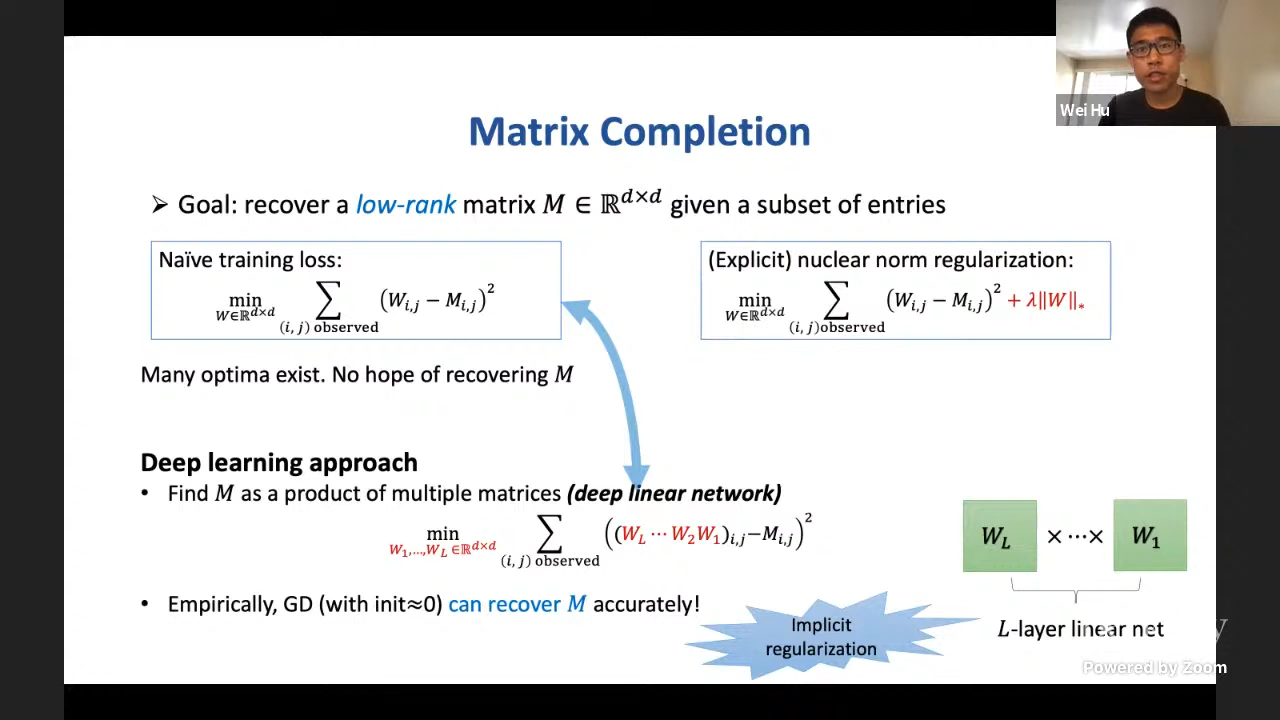 Wei Hu
Matrix Completion
➢ Goal: recover a low-rank matrix M ∈ ℝ^{d×d} given a subset of entries
Naïve training loss:
min_{W∈ℝ^{d×d}} ∑_{(i, j) observed} (W_{i,j} − M_{i,j})^2
(Explicit) nuclear norm regularization:
min_{W∈ℝ^{d×d}} ∑_{(i, j)observed} (W_{i,j} − M_{i,j})^2 + λ‖W‖_*
Many optima exist. No hope of recovering M
Deep learning approach
• Find M as a product of multiple matrices (deep linear network)
min_{W_1,…,W_L∈ℝ^{d×d}} ∑_{(i, j) observed} ((W_L ⋯ W_2W_1)_{i,j}−M_{i,j})^2
W_L ×⋯× W_1
• Empirically, GD (with init≈0) can recover M accurately!
Implicit
regularization
L-layer linear net
Powered by Zoom